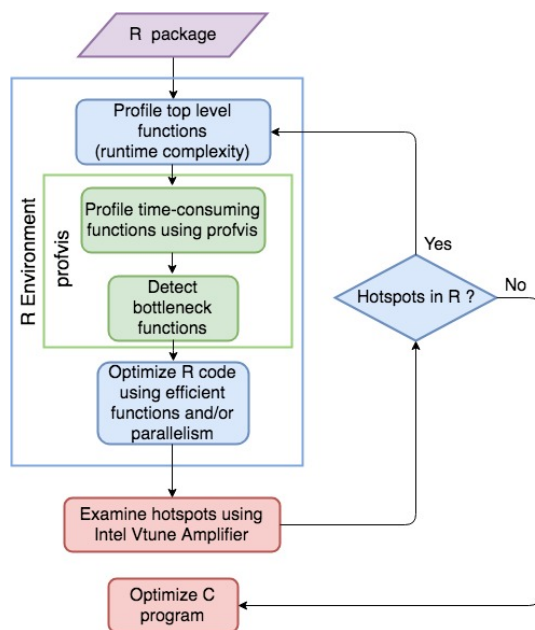 R package
Profile top level
functions
(runtime complexity)
R Environment
profvis
Profile time-consuming
functions using profvis
Detect
bottleneck
functions
Optimize R code
using efficient
functions and/or
parallelism
Examine hotspots using
Intel Vtune Amplifier
Hotspots in R ?
Yes
No
Optimize C
program